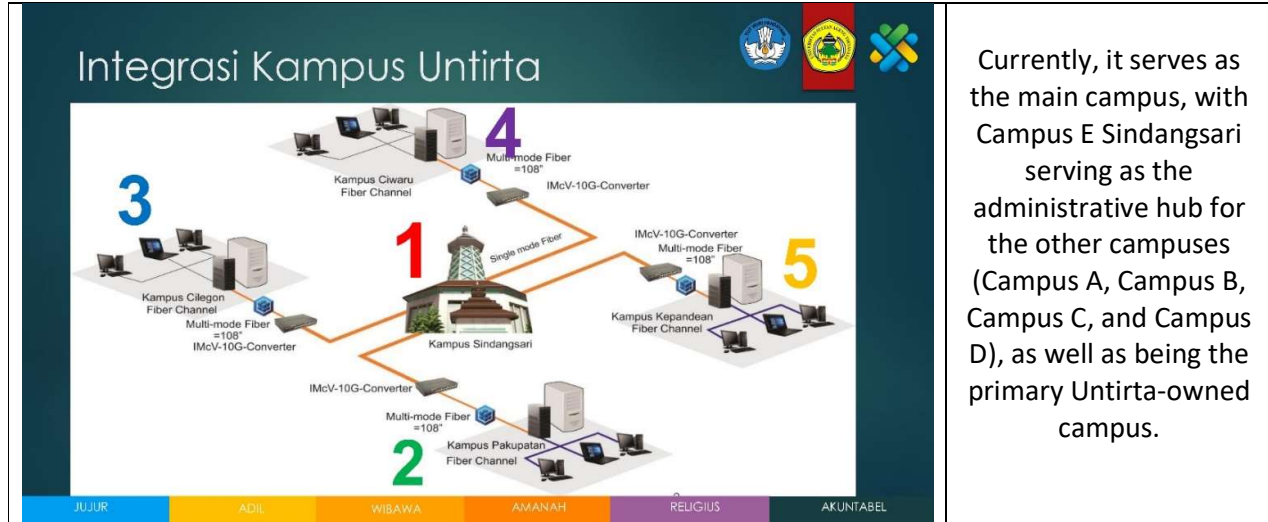 Integrasi Kampus Untirta
4
Multi-mode Fiber
=108"
IMcV-10G-Converter
Kampus Ciwaru
Fiber Channel
3
Kampus Cilegon
Fiber Channel
Multi-mode Fiber
=108"
IMcV-10G-Converter
1
Single mode Fiber
Kampus Sindangsari
IMcV-10G-Converter
Multi-mode Fiber
=108"
5
Kampus Kepandean
Fiber Channel
IMcV-10G-Converter
Multi-mode Fiber
=108"
2
Kampus Pakupatan
Fiber Channel
JUJUR
ADIL
WIBAWA
AMANAH
RELIGIUS
AKUNTABEL
Currently, it serves as
the main campus, with
Campus E Sindangsari
serving as the
administrative hub for
the other campuses
(Campus A, Campus B,
Campus C, and Campus
D), as well as being the
primary Untirta-owned
campus.